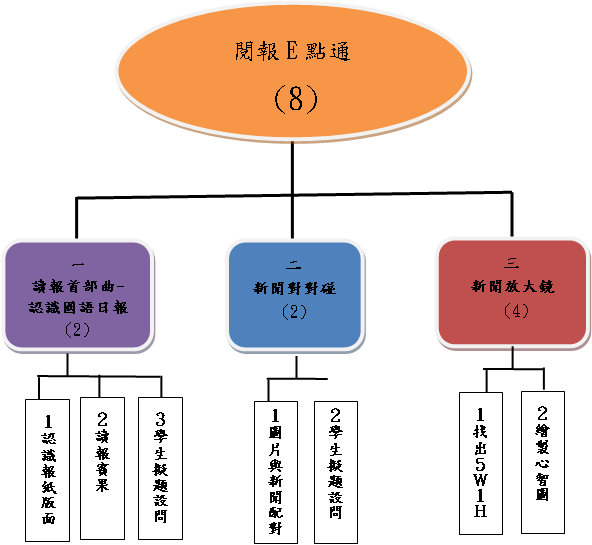 閱報E點通
(8)
一
讀報首部曲-
認識國語日報
(2)
二
新聞對對碰
(2)
三
新聞放大鏡
(4)
1認識報紙版面
2讀報賓果
3學生擬題設問
1圖片與新聞配對
2學生擬題設問
1找出5W1H
2繪製心智圖